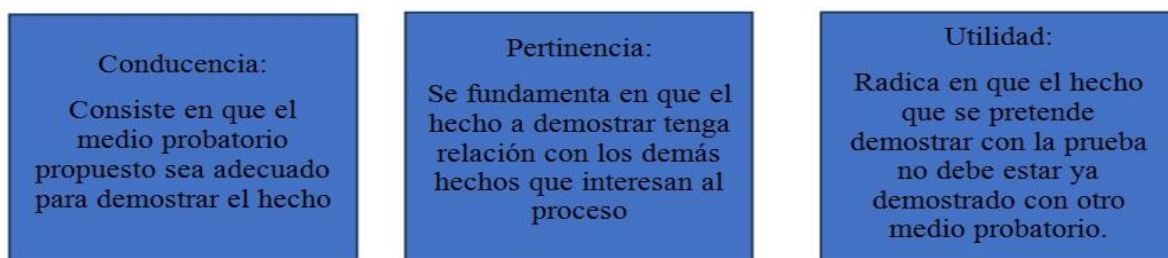 Conducencia:
Consiste en que el
medio probatorio
propuesto sea adecuado
para demostrar el hecho
Pertinencia:
Se fundamenta en que el
hecho a demostrar tenga
relación con los demás
hechos que interesan al
proceso
Utilidad:
Radica en que el hecho
que se pretende
demostrar con la prueba
no debe estar ya
demostrado con otro
medio probatorio.